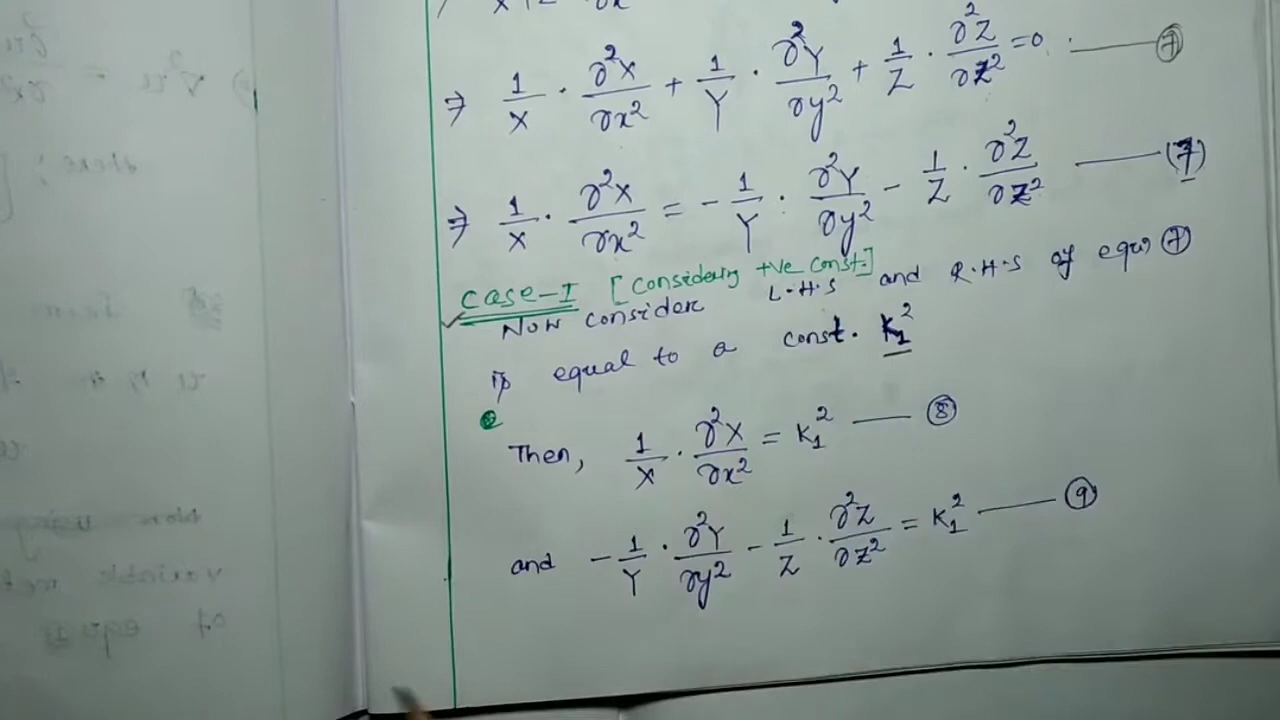 ⇒ 1/X · ∂²X/∂x² + 1/Y · ∂²Y/∂y² + 1/Z · ∂²Z/∂z² = 0 — ⑦
⇒ 1/X · ∂²X/∂x² = - 1/Y · ∂²Y/∂y² - 1/Z · ∂²Z/∂z² — (7)
Case-I [Considering +ve Const.]
Now consider L.H.S and R.H.S of eqn ⑦
is equal to a const. K₁²
Then, 1/X · ∂²X/∂x² = K₁² — ⑧
and - 1/Y · ∂²Y/∂y² - 1/Z · ∂²Z/∂z² = K₁² — ⑨